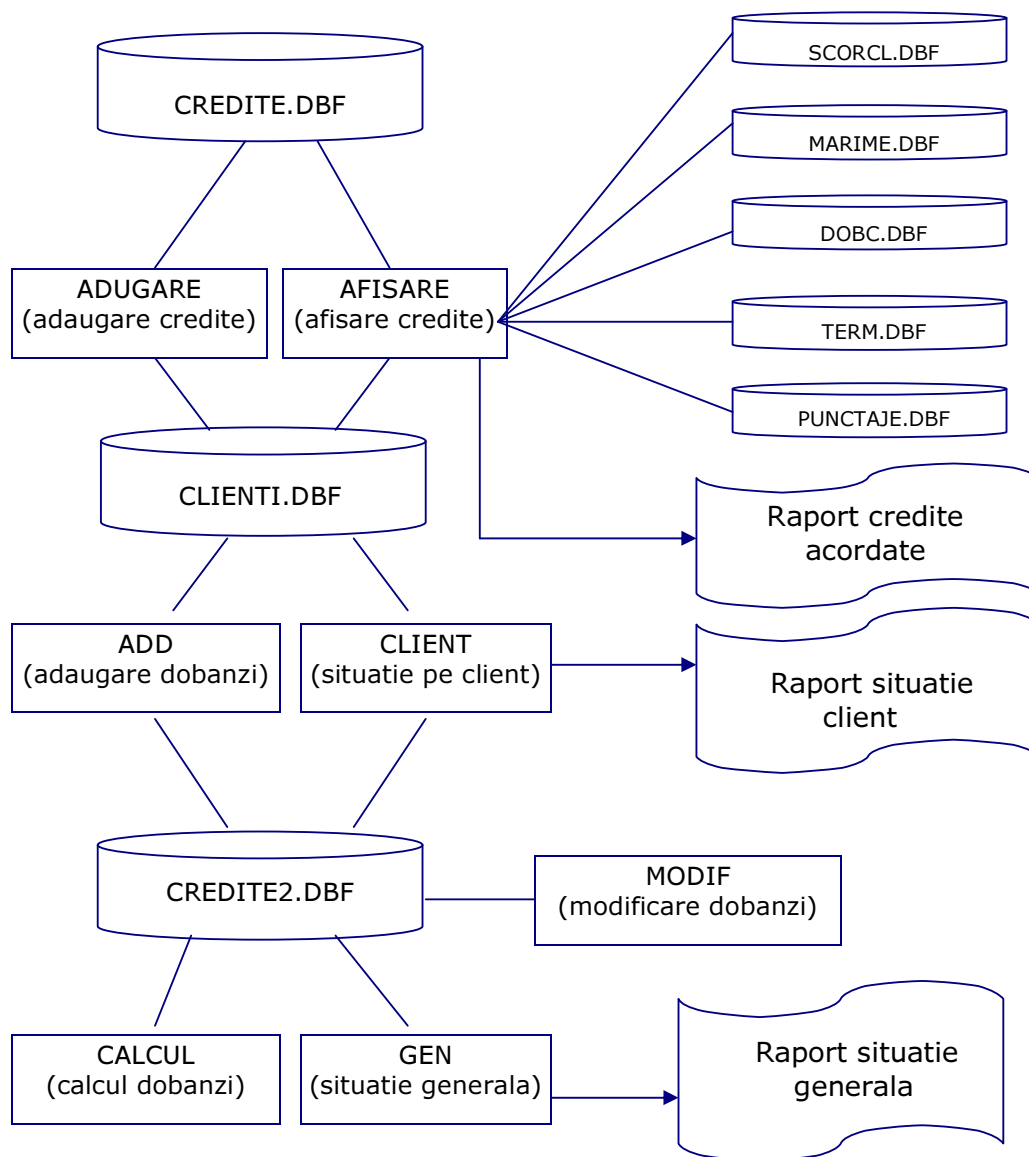 CREDITE.DBF
SCORCL.DBF
MARIME.DBF
DOBC.DBF
TERM.DBF
PUNCTAJE.DBF
ADUGARE
(adaugare credite)
AFISARE
(afisare credite)
CLIENTI.DBF
Raport credite
acordate
ADD
(adaugare dobanzi)
CLIENT
(situatie pe client)
Raport situatie
client
CREDITE2.DBF
MODIF
(modificare dobanzi)
CALCUL
(calcul dobanzi)
GEN
(situatie generala)
Raport situatie
generala